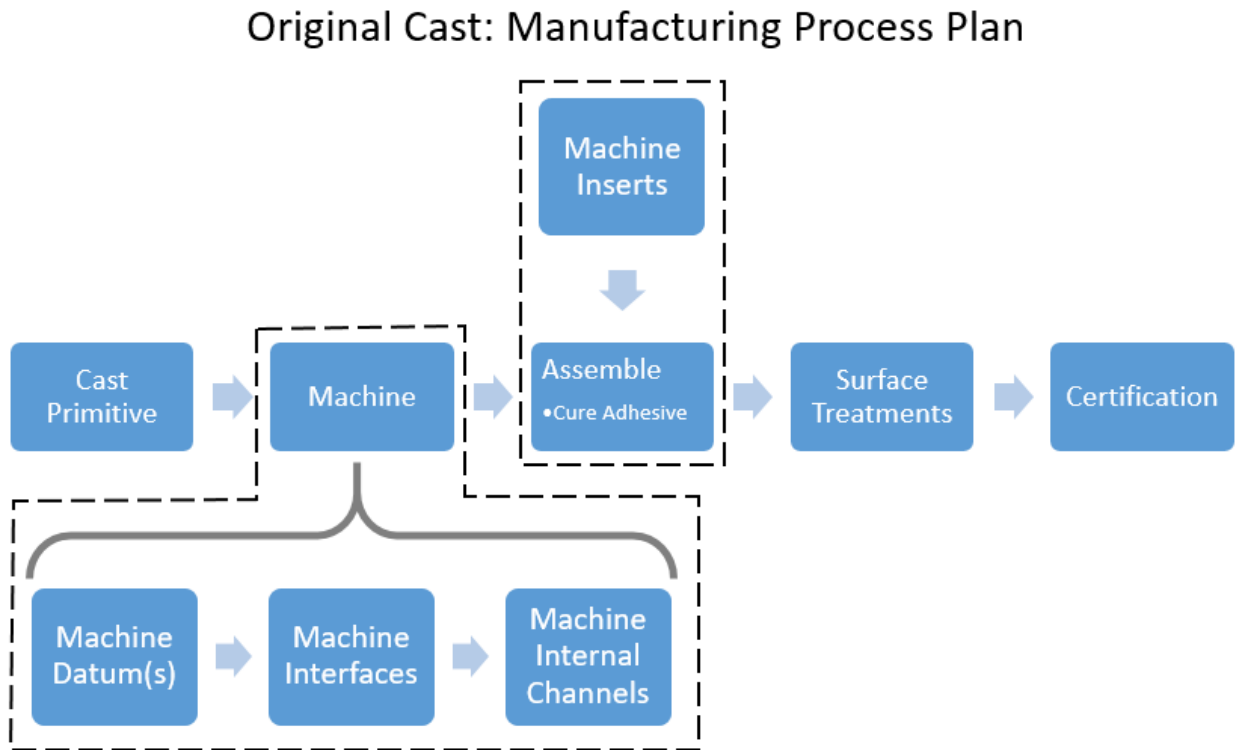 Original Cast: Manufacturing Process Plan
Machine
Inserts
Cast
Primitive
Machine
Assemble
•Cure Adhesive
Surface
Treatments
Certification
Machine
Datum(s)
Machine
Interfaces
Machine
Internal
Channels